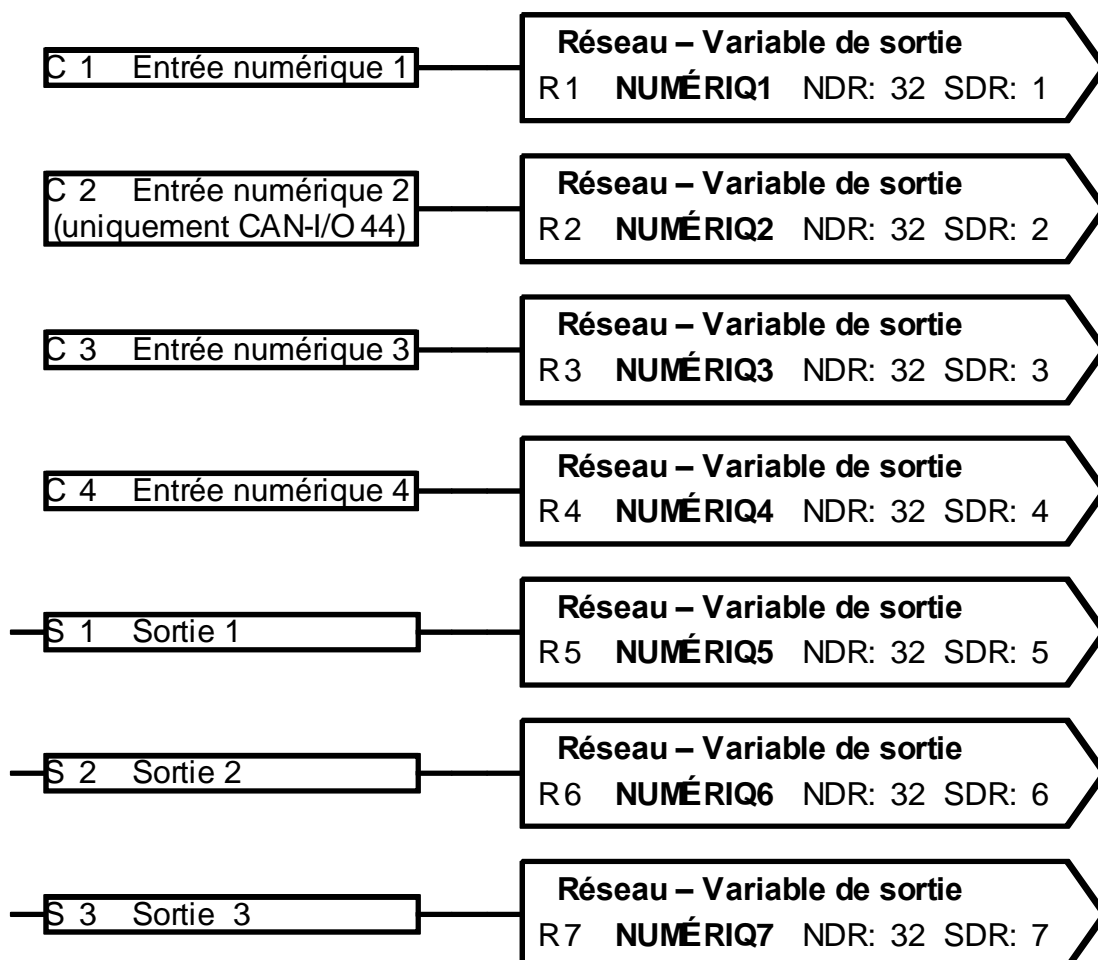 C 1 Entrée numérique 1
Réseau – Variable de sortie
R1 NUMÉRIQ1 NDR: 32 SDR: 1
C 2 Entrée numérique 2
(uniquement CAN-I/O 44)
Réseau – Variable de sortie
R2 NUMÉRIQ2 NDR: 32 SDR: 2
C 3 Entrée numérique 3
Réseau – Variable de sortie
R3 NUMÉRIQ3 NDR: 32 SDR: 3
C 4 Entrée numérique 4
Réseau – Variable de sortie
R4 NUMÉRIQ4 NDR: 32 SDR: 4
S 1 Sortie 1
Réseau – Variable de sortie
R5 NUMÉRIQ5 NDR: 32 SDR: 5
S 2 Sortie 2
Réseau – Variable de sortie
R6 NUMÉRIQ6 NDR: 32 SDR: 6
S 3 Sortie 3
Réseau – Variable de sortie
R7 NUMÉRIQ7 NDR: 32 SDR: 7